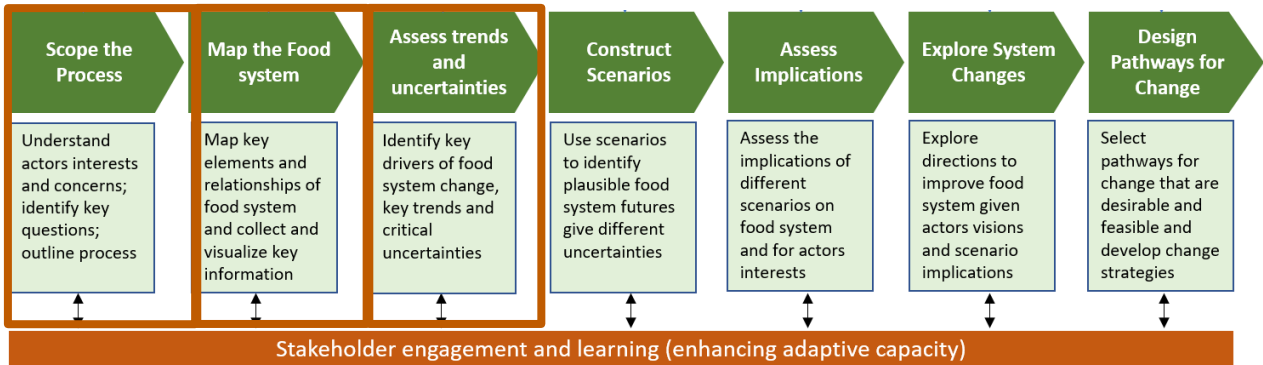 Scope the
Process
Map the Food
system
Assess trends
and
uncertainties
Construct
Scenarios
Assess
Implications
Explore System
Changes
Design
Pathways for
Change
Understand
actors interests
and concerns;
identify key
questions;
outline process
Map key
elements and
relationships of
food system
and collect and
visualize key
information
Identify key
drivers of food
system change,
key trends and
critical
uncertainties
Use scenarios
to identify
plausible food
system futures
give different
uncertainties
Assess the
implications of
different
scenarios on
food system
and for actors
interests
Explore
directions to
improve food
system given
actors visions
and scenario
implications
Select
pathways for
change that are
desirable and
feasible and
develop change
strategies
Stakeholder engagement and learning (enhancing adaptive capacity)